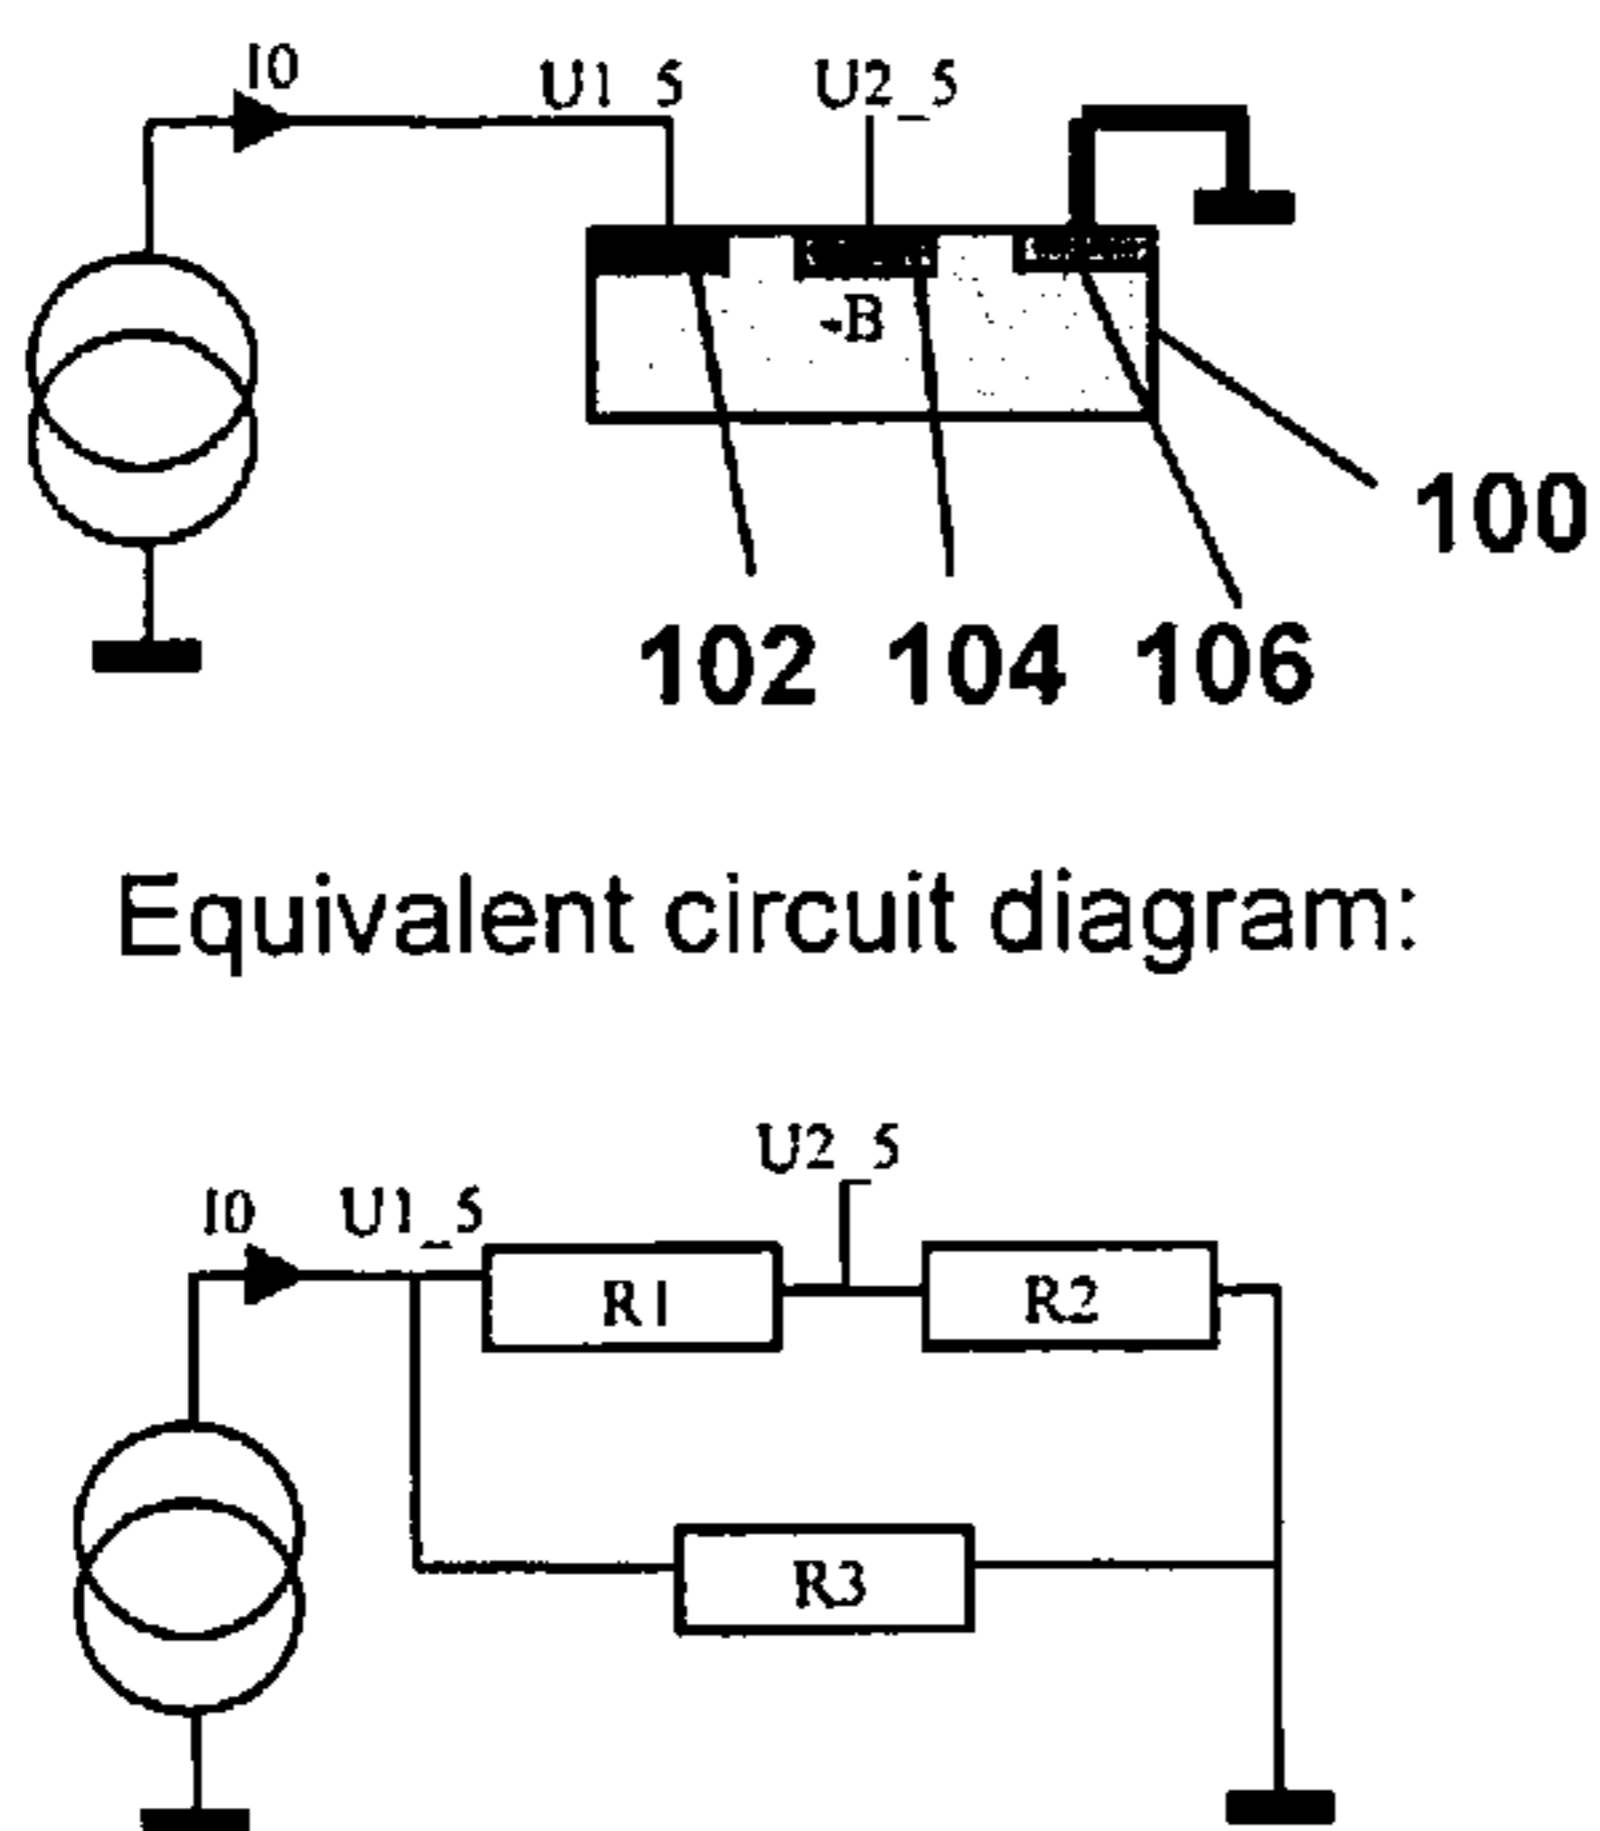 I0
U1_5
U2_5
B
100
102
104
106
Equivalent circuit diagram:
U2_5
I0
U1_5
R1
R2
R3